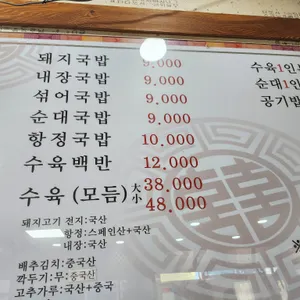 돼지국밥 9,000
내장국밥 9,000
섞어국밥 9,000
순대국밥 9,000
항정국밥 10,000
수육백반 12,000
수육 (모듬) 大 38,000
小 48,000
돼지고기 전지:국산
항정:스페인산+국산
내장:국산
배추김치:중국산
깍두기:무:중국산
고추가루:국산+중국
수육1인
순대1인
공기밥
※